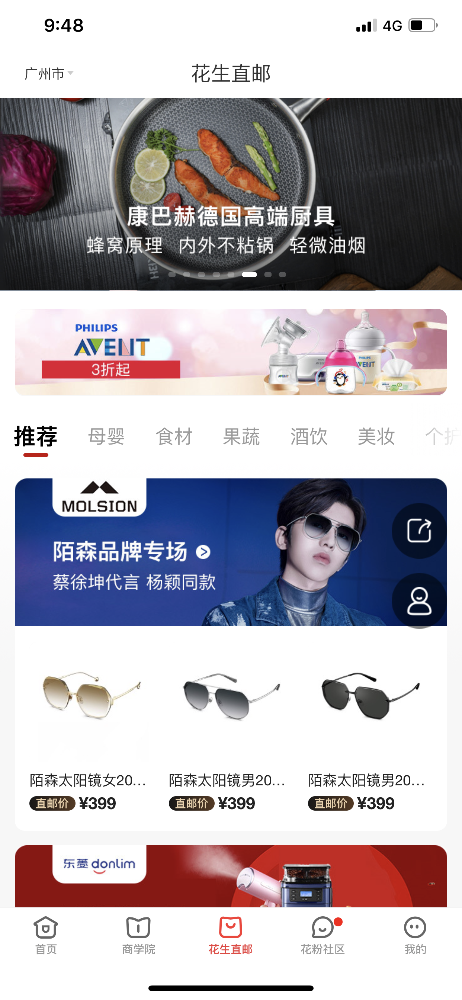 9:48
4G
广州市
花生直邮
康巴赫德国高端厨具
蜂窝原理 内外不粘锅 轻微油烟
PHILIPS
AVENT
3折起
PHILIPS
AVENT
AVENT
推荐 母婴 食材 果蔬 酒饮 美妆 个护
MOLSION
陌森品牌专场
蔡徐坤代言 杨颖同款
陌森太阳镜女20... 陌森太阳镜男20... 陌森太阳镜男20...
直邮价 ¥399 直邮价 ¥399 直邮价 ¥399
东菱 donlim
首页 商学院 花生直邮 花粉社区 我的